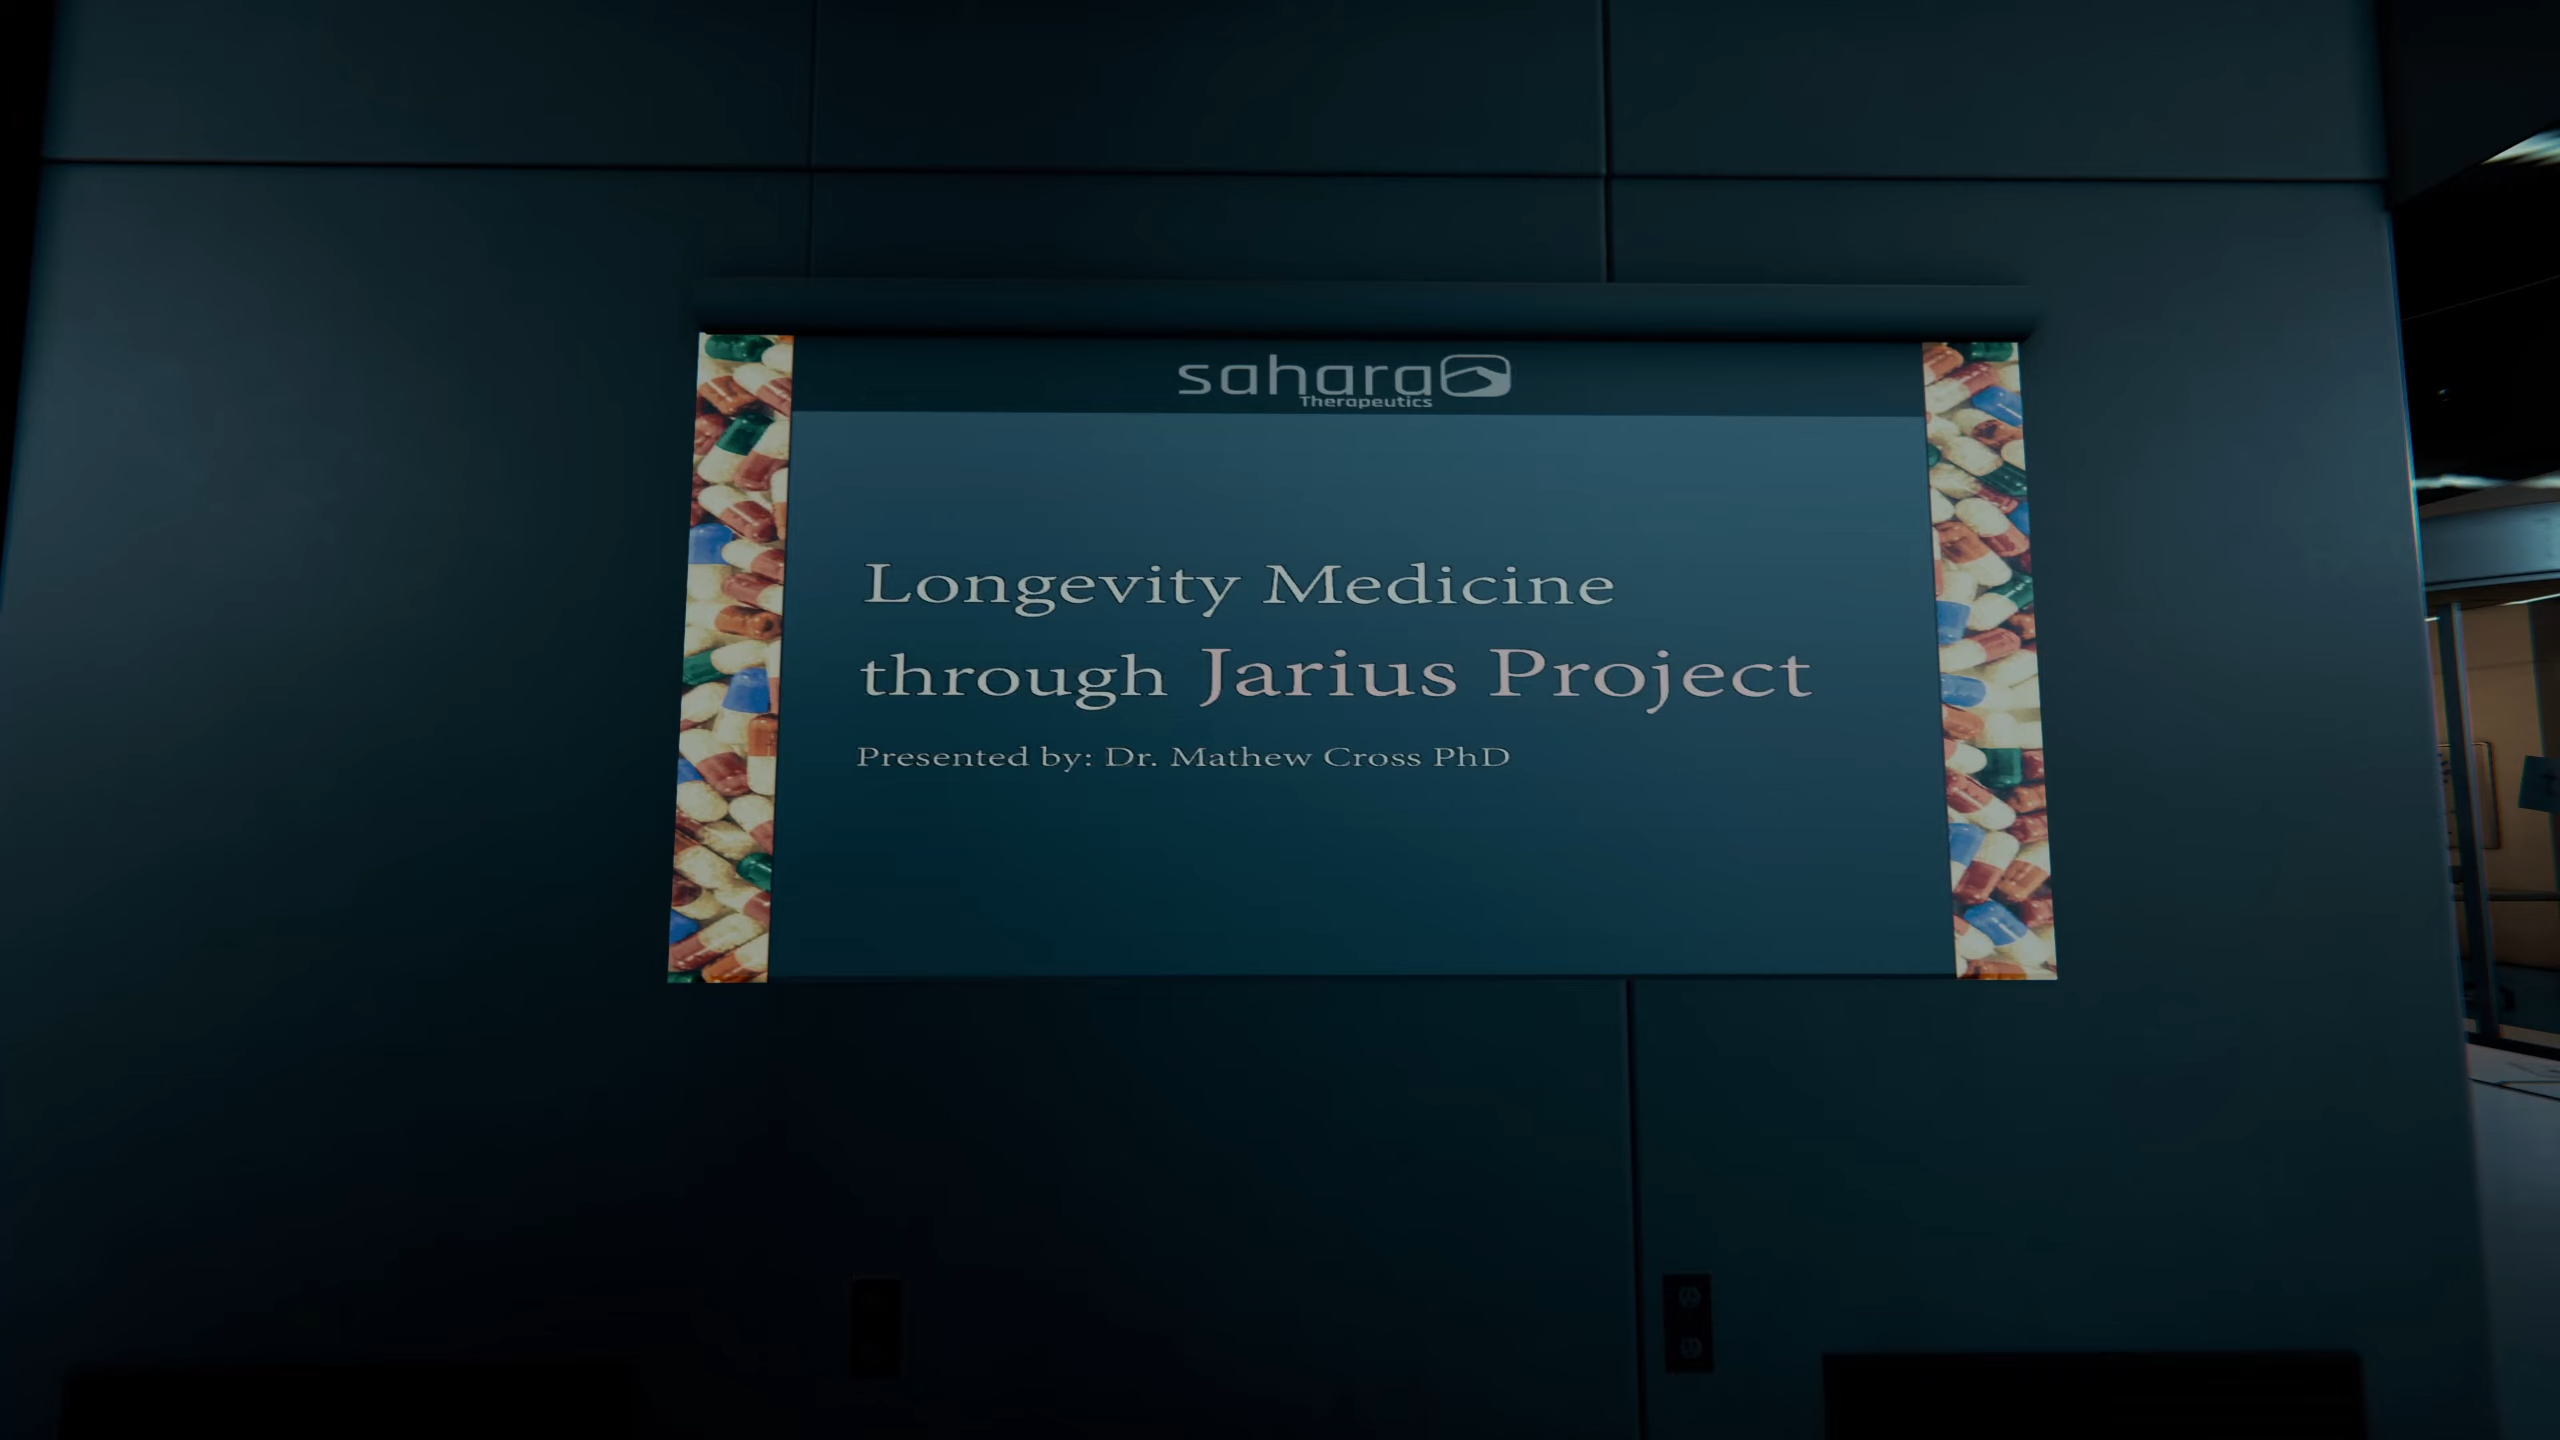 sahara
Therapeutics
Longevity Medicine
through Jarius Project
Presented by: Dr. Mathew Cross PhD